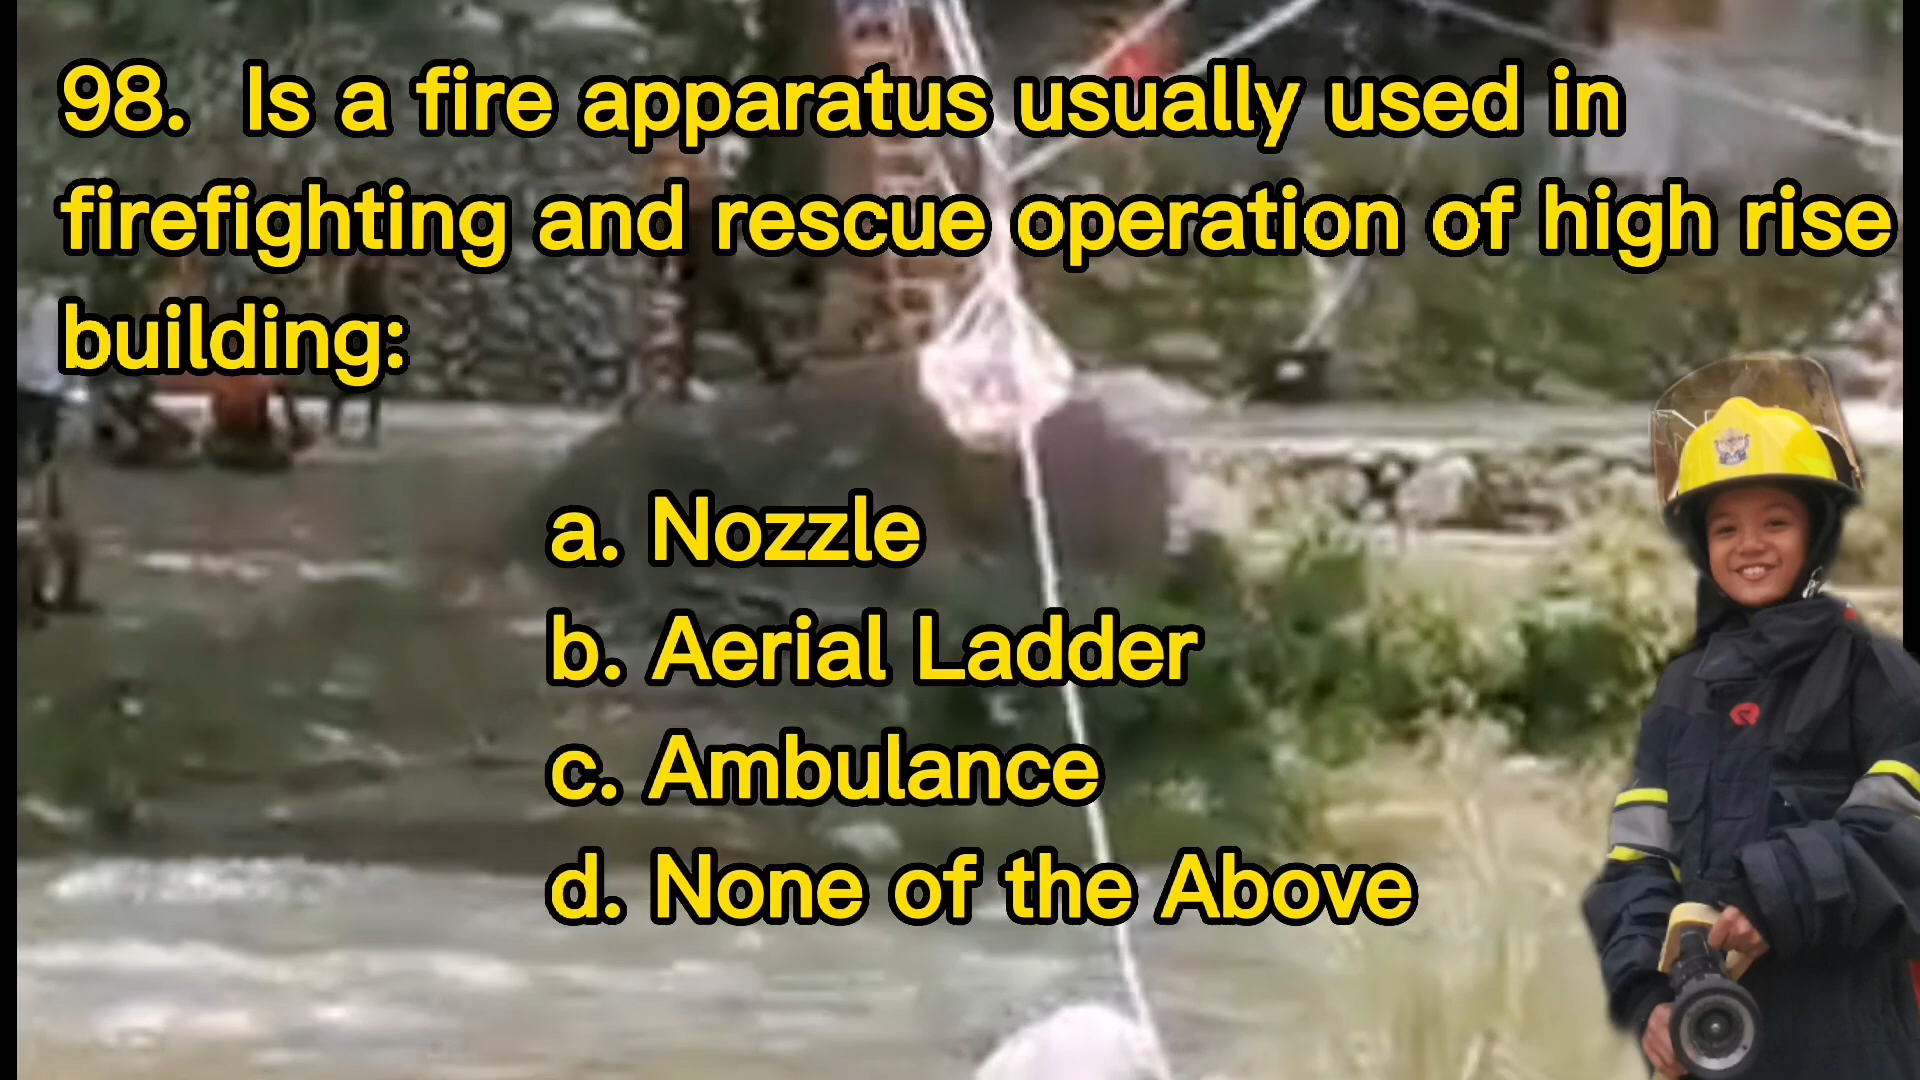 98. Is a fire apparatus usually used in
firefighting and rescue operation of high rise
building:
a. Nozzle
b. Aerial Ladder
c. Ambulance
d. None of the Above